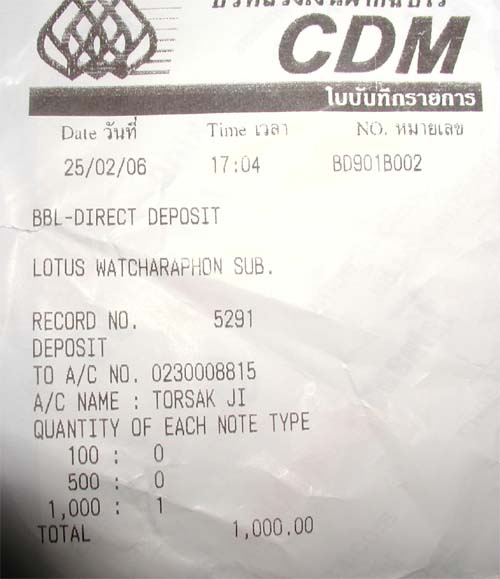 CDM
ใบบันทึกรายการ
Date วันที่ Time เวลา NO. หมายเลข
25/02/06 17:04 BD901B002
BBL-DIRECT DEPOSIT
LOTUS WATCHARAPHON SUB.
RECORD NO. 5291
DEPOSIT
TO A/C NO. 0230008815
A/C NAME : TORSAK JI
QUANTITY OF EACH NOTE TYPE
100 : 0
500 : 0
1,000 : 1
TOTAL 1,000.00